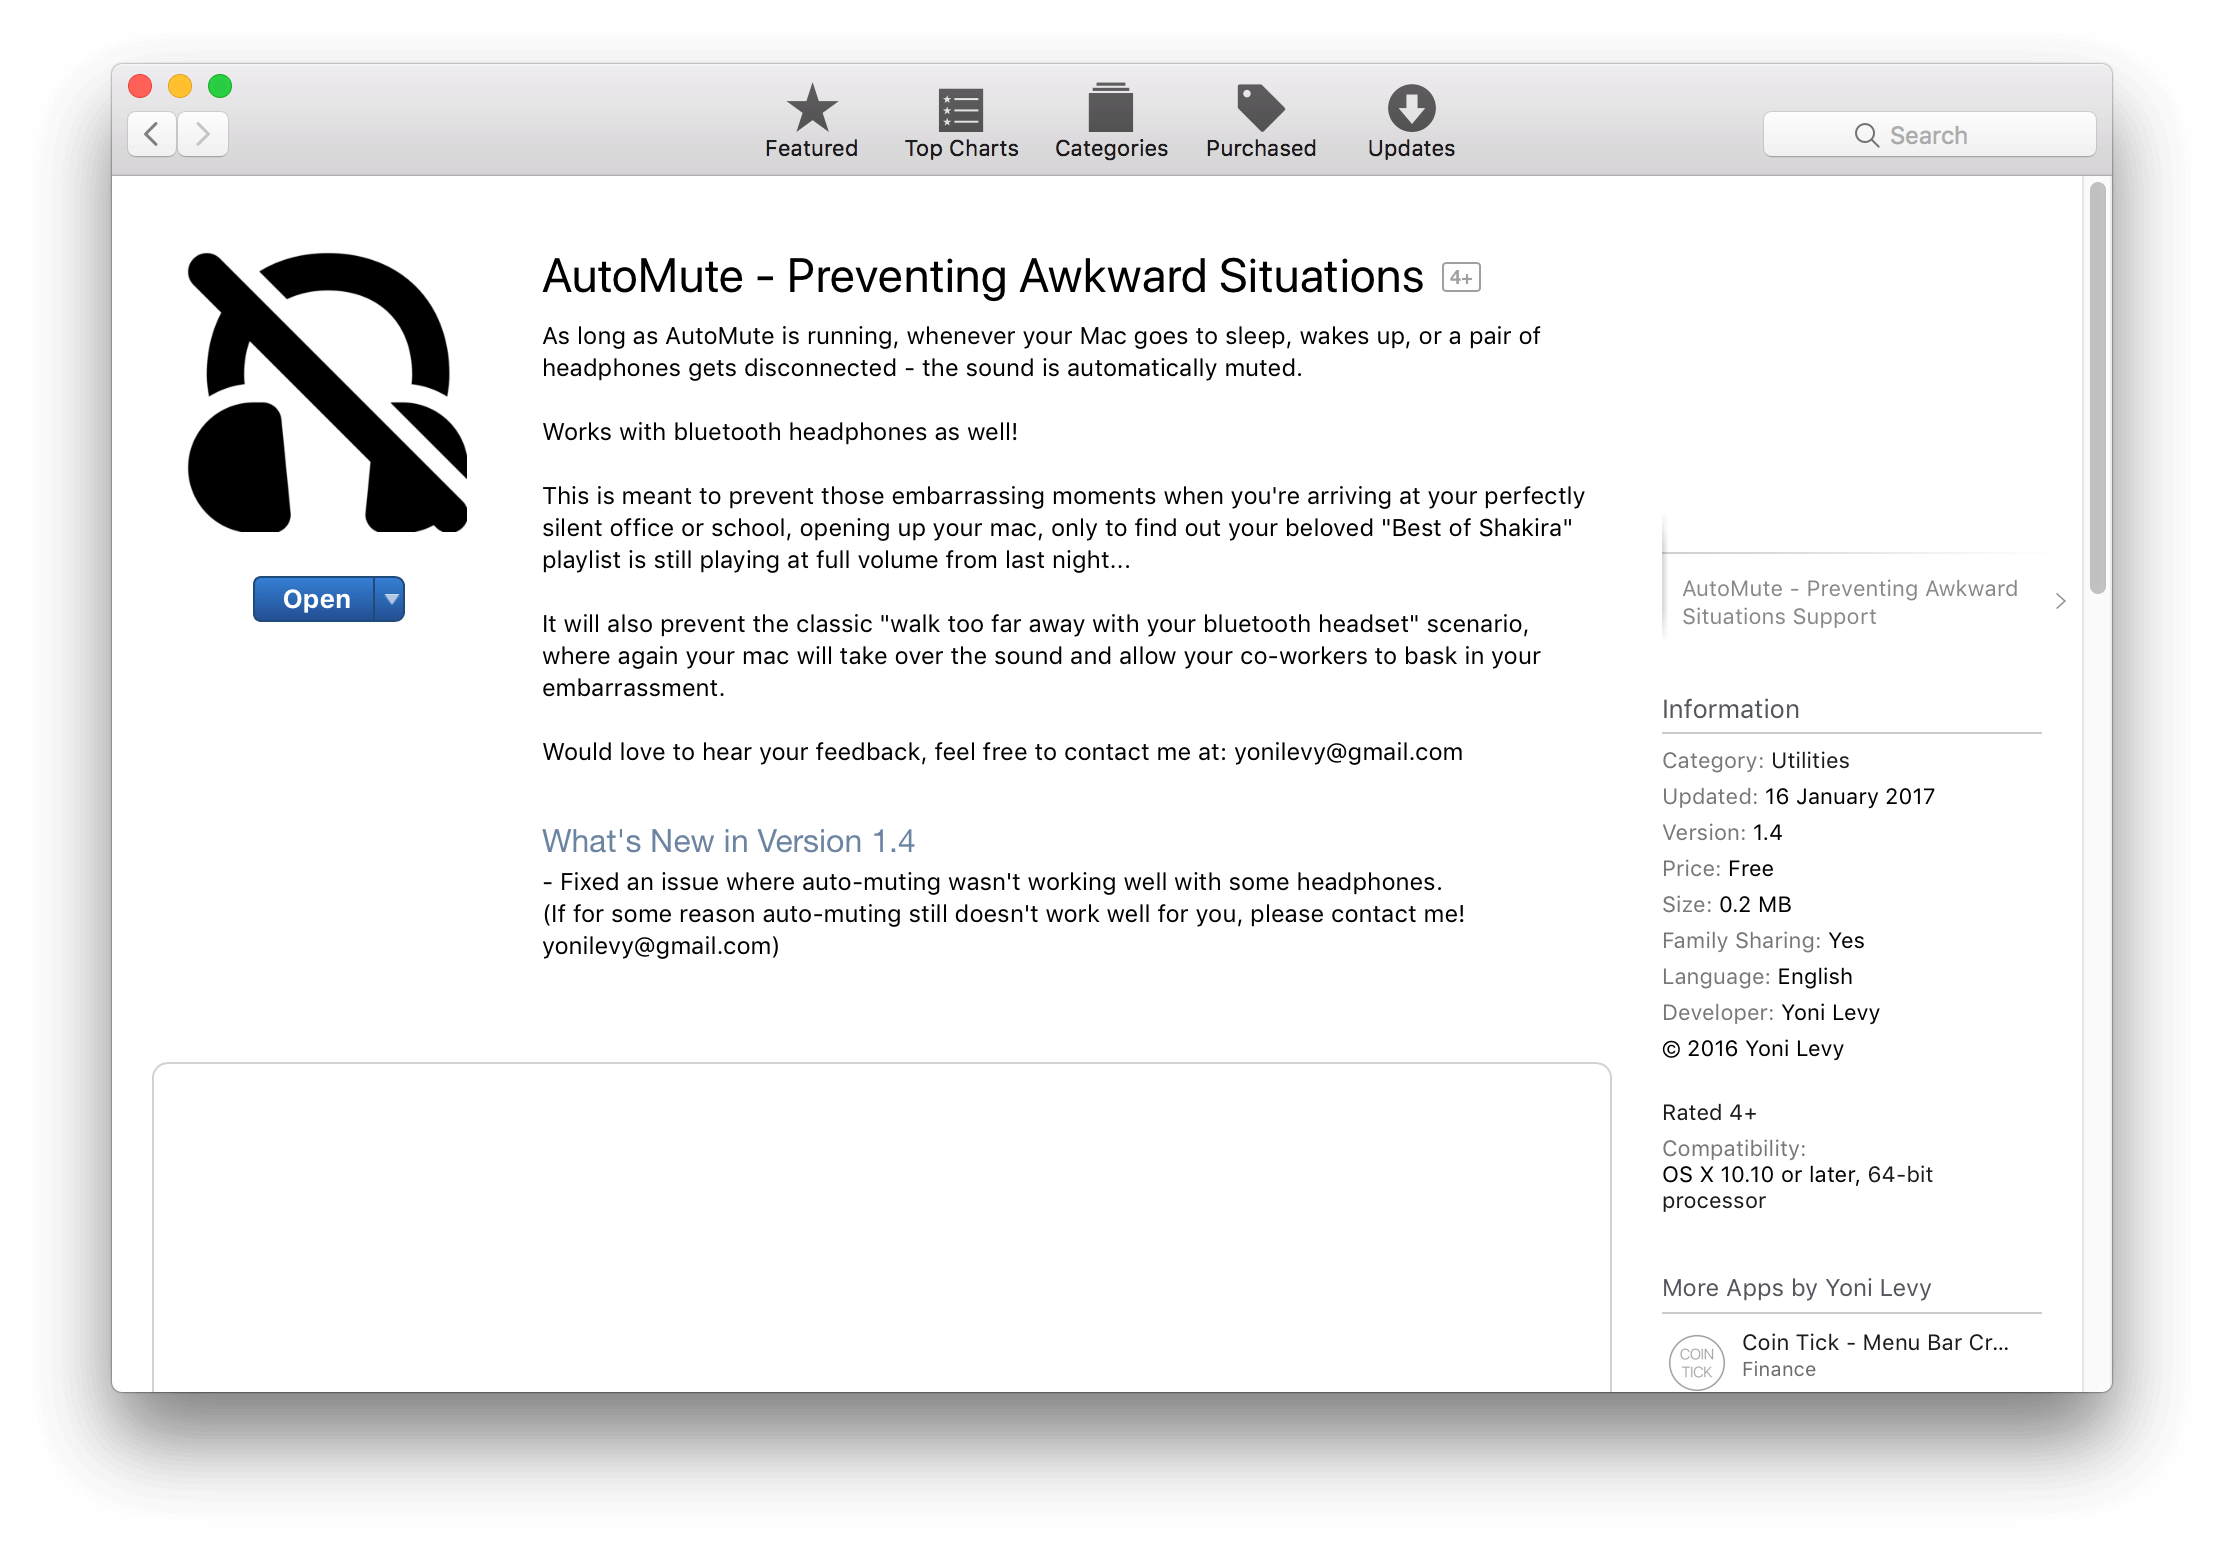 Featured
Top Charts
Categories
Purchased
Updates
Search
AutoMute - Preventing Awkward Situations 4+
As long as AutoMute is running, whenever your Mac goes to sleep, wakes up, or a pair of
headphones gets disconnected - the sound is automatically muted.
Works with bluetooth headphones as well!
This is meant to prevent those embarrassing moments when you're arriving at your perfectly
silent office or school, opening up your mac, only to find out your beloved "Best of Shakira"
playlist is still playing at full volume from last night...
It will also prevent the classic "walk too far away with your bluetooth headset" scenario,
where again your mac will take over the sound and allow your co-workers to bask in your
embarrassment.
Would love to hear your feedback, feel free to contact me at: yonilevy@gmail.com
What's New in Version 1.4
- Fixed an issue where auto-muting wasn't working well with some headphones.
(If for some reason auto-muting still doesn't work well for you, please contact me!
yonilevy@gmail.com)
Open
AutoMute - Preventing Awkward
Situations Support
Information
Category: Utilities
Updated: 16 January 2017
Version: 1.4
Price: Free
Size: 0.2 MB
Family Sharing: Yes
Language: English
Developer: Yoni Levy
© 2016 Yoni Levy
Rated 4+
Compatibility:
OS X 10.10 or later, 64-bit
processor
More Apps by Yoni Levy
COIN
TICK
Coin Tick - Menu Bar Cr...
Finance